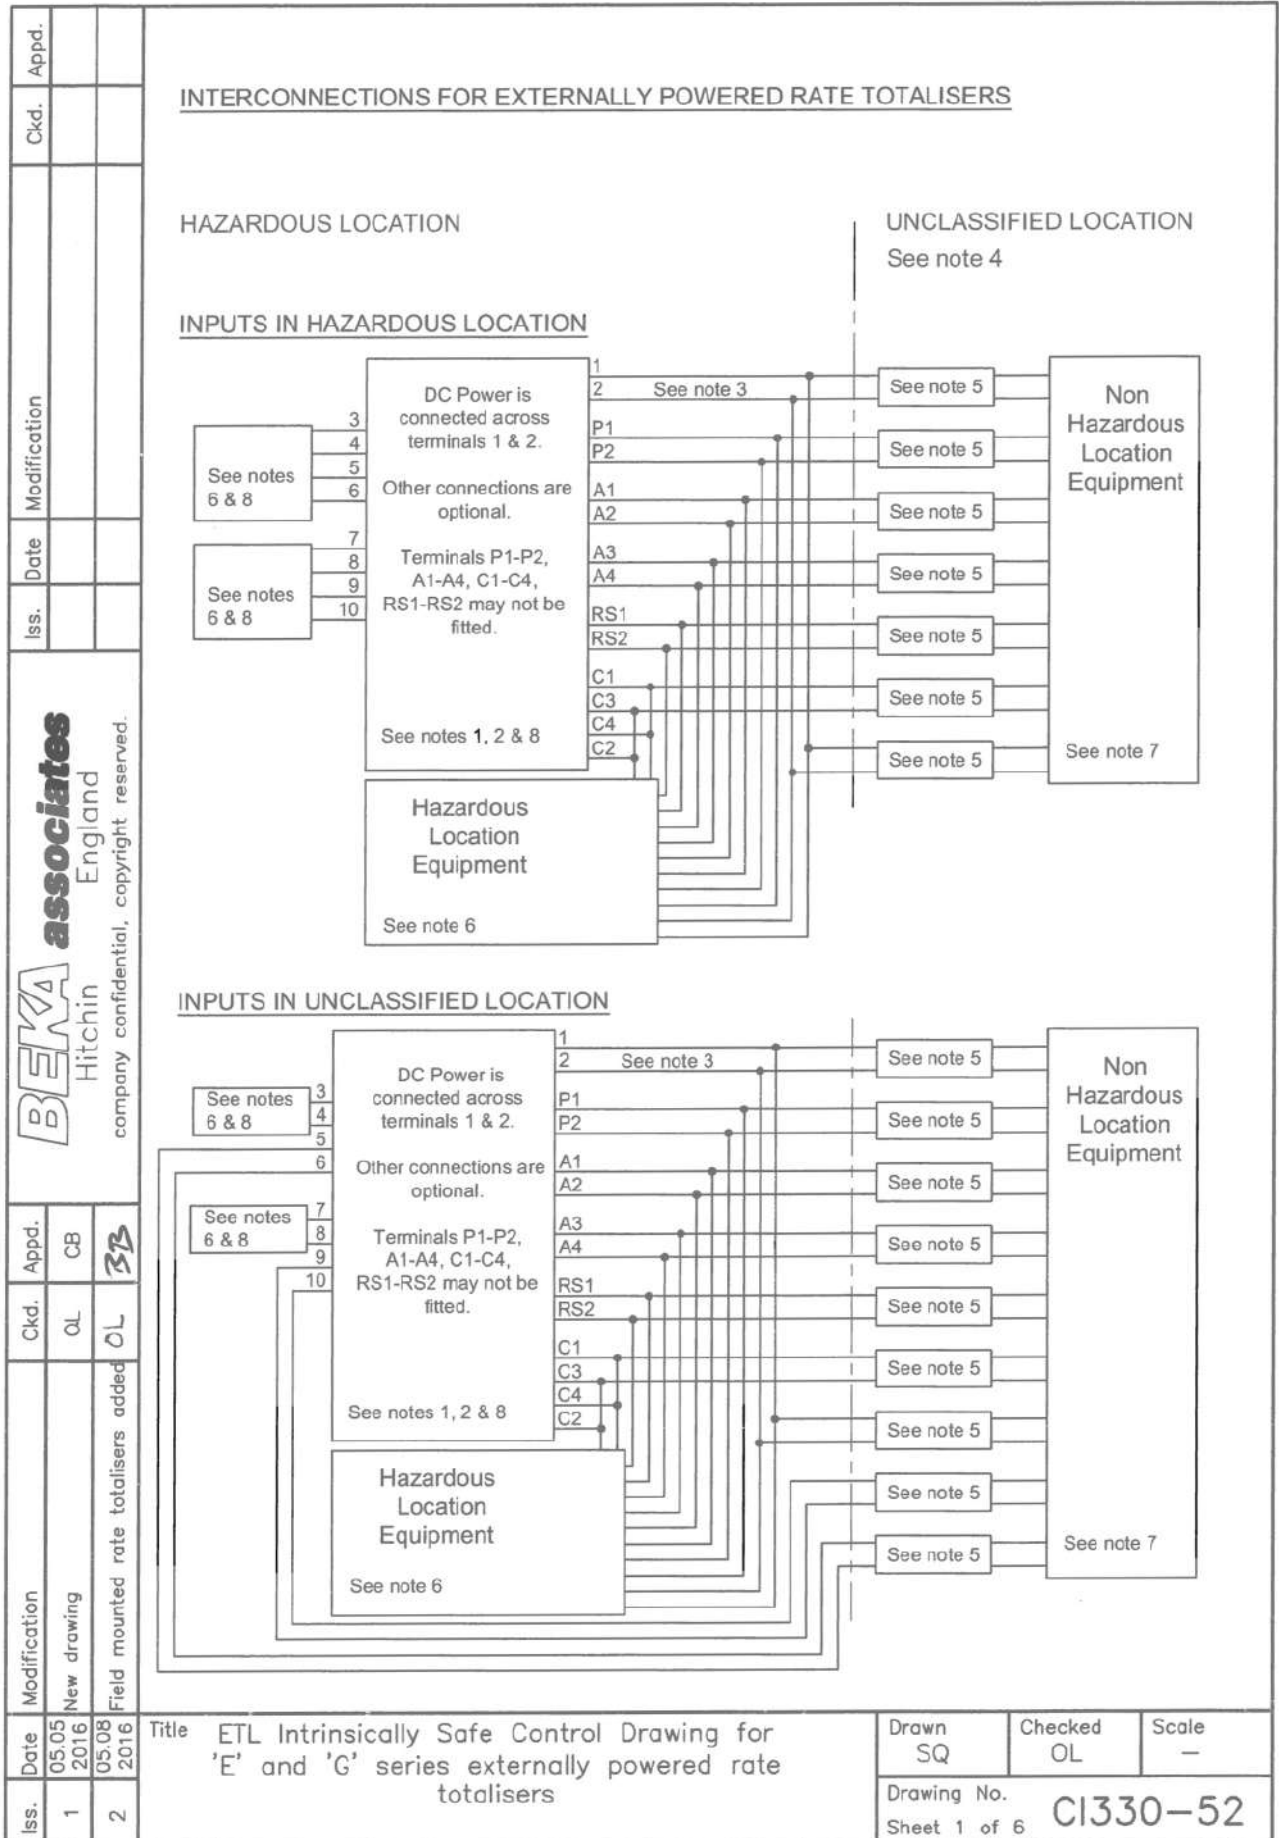 INTERCONNECTIONS FOR EXTERNALLY POWERED RATE TOTALISERS
HAZARDOUS LOCATION
UNCLASSIFIED LOCATION
See note 4
INPUTS IN HAZARDOUS LOCATION
DC Power is
connected across
terminals 1 & 2.
Other connections are
optional.
Terminals P1-P2,
A1-A4, C1-C4,
RS1-RS2 may not be
fitted.
See notes 1, 2 & 8
3
4
5
6
See notes
6 & 8
7
8
9
10
See notes
6 & 8
1
2
See note 3
P1
P2
A1
A2
A3
A4
RS1
RS2
C1
C3
C4
C2
See note 5
See note 5
See note 5
See note 5
See note 5
See note 5
See note 5
Non
Hazardous
Location
Equipment
See note 7
Hazardous
Location
Equipment
See note 6
INPUTS IN UNCLASSIFIED LOCATION
DC Power is
connected across
terminals 1 & 2.
Other connections are
optional.
Terminals P1-P2,
A1-A4, C1-C4,
RS1-RS2 may not be
fitted.
See notes 1, 2 & 8
See notes
6 & 8
3
4
5
6
See notes
6 & 8
7
8
9
10
1
2
See note 3
P1
P2
A1
A2
A3
A4
RS1
RS2
C1
C3
C4
C2
See note 5
See note 5
See note 5
See note 5
See note 5
See note 5
See note 5
See note 5
See note 5
Non
Hazardous
Location
Equipment
See note 7
Hazardous
Location
Equipment
See note 6
Iss. Date Modification Ckd. Appd.
BEKA associates
Hitchin England
company confidential, copyright reserved.
Iss. Date Modification Ckd. Appd.
1 05.05 2016 New drawing OL CB
2 05.08 2016 Field mounted rate totalisers added OL BB
Title ETL Intrinsically Safe Control Drawing for
'E' and 'G' series externally powered rate
totalisers
Drawn Checked Scale
SQ OL –
Drawing No.
Sheet 1 of 6 CI330-52